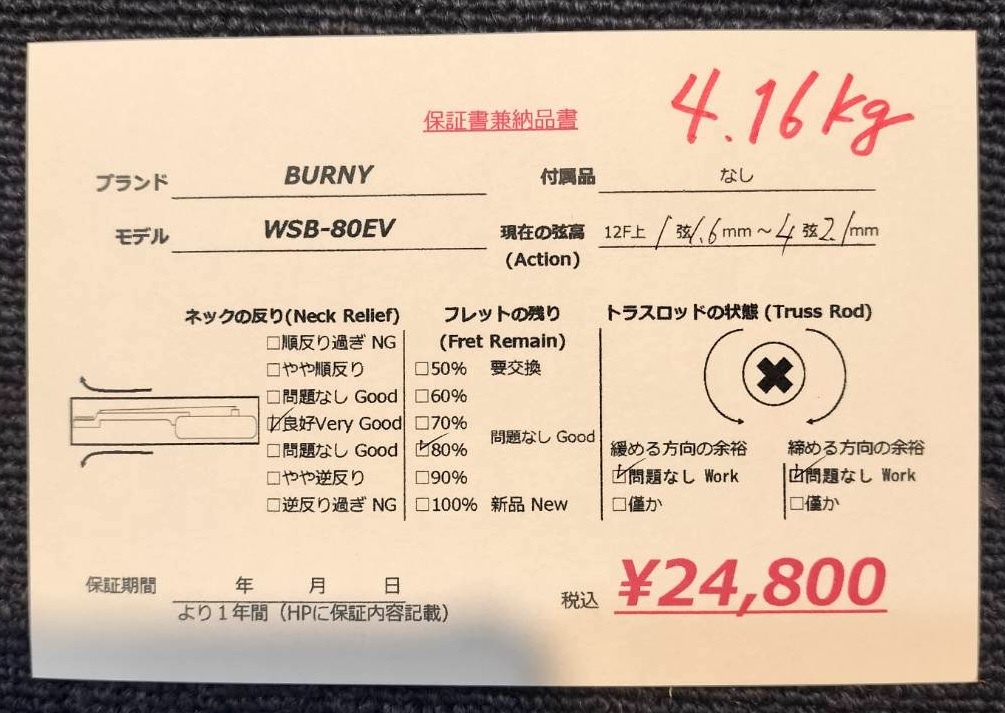 4.16kg
保証書兼納品書
ブランド BURNY 付属品 なし
モデル WSB-80EV 現在の弦高 12F上 1弦1.6mm～4弦2.1mm
(Action)
ネックの反り(Neck Relief) フレットの残り トラスロッドの状態 (Truss Rod)
(Fret Remain)
□順反り過ぎ NG
□やや順反り □50% 要交換
□問題なし Good □60%
☑良好Very Good □70%
問題なし Good
□問題なし Good ☑80% 緩める方向の余裕 締める方向の余裕
□やや逆反り □90% ☑問題なし Work ☑問題なし Work
□逆反り過ぎ NG □100% 新品 New □僅か □僅か
保証期間 年 月 日
より1年間（HPに保証内容記載）
税込 ¥24,800